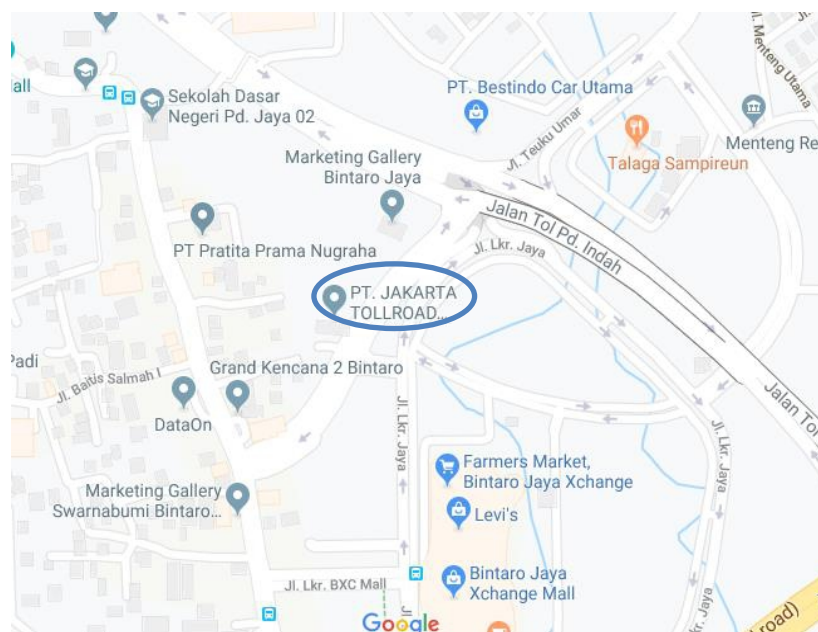 all
Sekolah Dasar
Negeri Pd. Jaya 02
PT. Bestindo Car Utama
Jl. Menteng Utama
Jl. Teuku Umar
Menteng Re
Talaga Sampireun
Marketing Gallery
Bintaro Jaya
Jalan Tol Pd. Indah
Jl. Lkr. Jaya
PT Pratita Prama Nugraha
PT. JAKARTA
TOLLROAD...
Padi
Jl. Baitis Salmah I
Grand Kencana 2 Bintaro
DataOn
Jl. Lkr. Jaya
Jalan Tol
Jl. Lkr. Jaya
Farmers Market,
Bintaro Jaya Xchange
Levi's
Marketing Gallery
Swarnabumi Bintaro...
Jl. Lkr. BXC Mall
Bintaro Jaya
Xchange Mall
Jl.
Lkr. Jaya
road)
Google